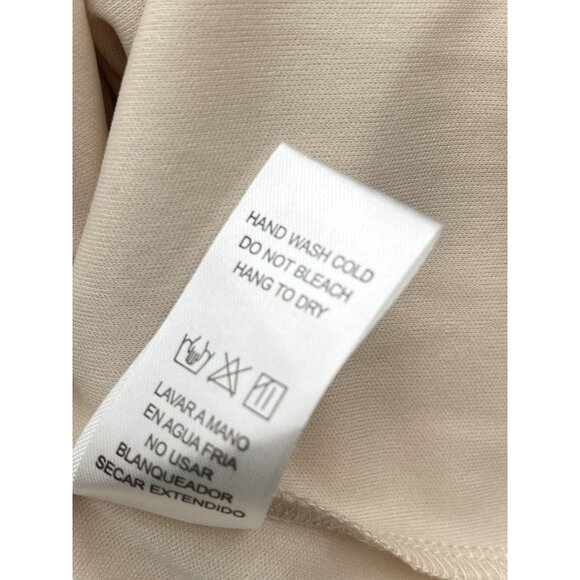 HAND WASH COLD
DO NOT BLEACH
HANG TO DRY
LAVAR A MANO
EN AGUA FRIA
NO USAR
BLANQUEADOR
SECAR EXTENDIDO